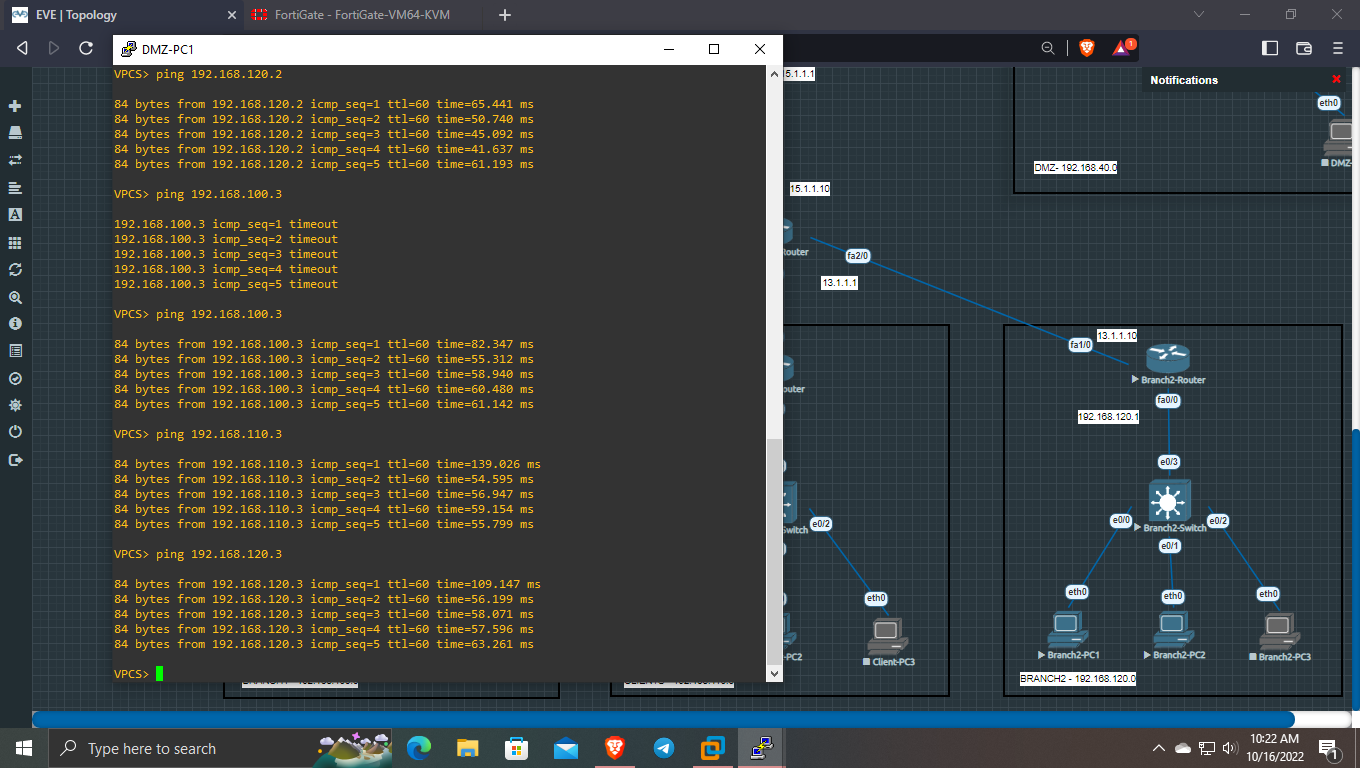 EVE | Topology
FortiGate - FortiGate-VM64-KVM
1
DMZ-PC1
VPCS> ping 192.168.120.2
84 bytes from 192.168.120.2 icmp_seq=1 ttl=60 time=65.441 ms
84 bytes from 192.168.120.2 icmp_seq=2 ttl=60 time=50.740 ms
84 bytes from 192.168.120.2 icmp_seq=3 ttl=60 time=45.092 ms
84 bytes from 192.168.120.2 icmp_seq=4 ttl=60 time=41.637 ms
84 bytes from 192.168.120.2 icmp_seq=5 ttl=60 time=61.193 ms
VPCS> ping 192.168.100.3
192.168.100.3 icmp_seq=1 timeout
192.168.100.3 icmp_seq=2 timeout
192.168.100.3 icmp_seq=3 timeout
192.168.100.3 icmp_seq=4 timeout
192.168.100.3 icmp_seq=5 timeout
VPCS> ping 192.168.100.3
84 bytes from 192.168.100.3 icmp_seq=1 ttl=60 time=82.347 ms
84 bytes from 192.168.100.3 icmp_seq=2 ttl=60 time=55.312 ms
84 bytes from 192.168.100.3 icmp_seq=3 ttl=60 time=58.940 ms
84 bytes from 192.168.100.3 icmp_seq=4 ttl=60 time=60.480 ms
84 bytes from 192.168.100.3 icmp_seq=5 ttl=60 time=61.142 ms
VPCS> ping 192.168.110.3
84 bytes from 192.168.110.3 icmp_seq=1 ttl=60 time=139.026 ms
84 bytes from 192.168.110.3 icmp_seq=2 ttl=60 time=54.595 ms
84 bytes from 192.168.110.3 icmp_seq=3 ttl=60 time=56.947 ms
84 bytes from 192.168.110.3 icmp_seq=4 ttl=60 time=59.154 ms
84 bytes from 192.168.110.3 icmp_seq=5 ttl=60 time=55.799 ms
VPCS> ping 192.168.120.3
84 bytes from 192.168.120.3 icmp_seq=1 ttl=60 time=109.147 ms
84 bytes from 192.168.120.3 icmp_seq=2 ttl=60 time=56.199 ms
84 bytes from 192.168.120.3 icmp_seq=3 ttl=60 time=58.071 ms
84 bytes from 192.168.120.3 icmp_seq=4 ttl=60 time=57.596 ms
84 bytes from 192.168.120.3 icmp_seq=5 ttl=60 time=63.261 ms
VPCS>
5.1.1.1
Notifications
eth0
DMZ-
DMZ- 192.168.40.0
15.1.1.10
outer
fa2/0
13.1.1.1
13.1.1.10
fa1/0
Branch2-Router
outer
fa0/0
192.168.120.1
e0/3
e0/0
e0/2
Branch2-Switch
witch
e0/2
e0/1
eth0
eth0
eth0
eth0
PC2
Client-PC3
Branch2-PC1
Branch2-PC2
Branch2-PC3
BRANCH2 - 192.168.120.0
Type here to search
10:22 AM
10/16/2022
1